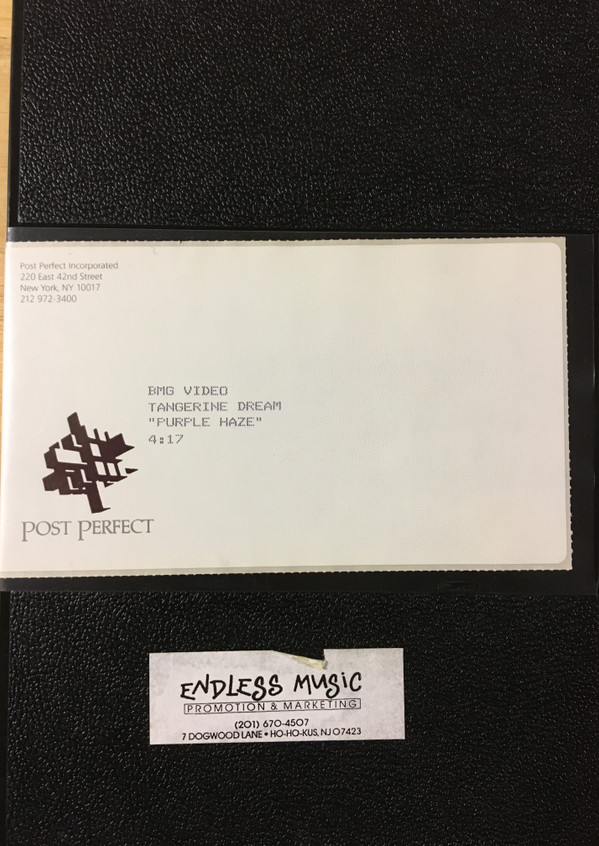 Post Perfect Incorporated
220 East 42nd Street
New York, NY 10017
212 972-3400
BMG VIDEO
TANGERINE DREAM
"PURPLE HAZE"
4:17
POST PERFECT
ENDLESS MUSIC
PROMOTION & MARKETING
(201) 670-4507
7 DOGWOOD LANE • HO-HO-KUS, NJ 07423